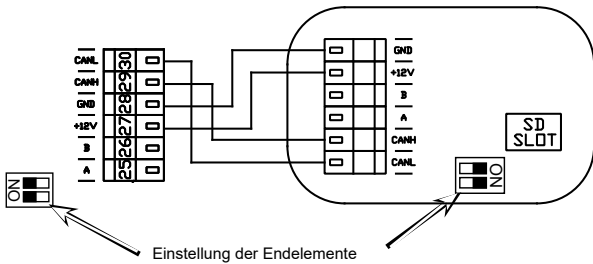 CANL 30
CANH 29
GND 28
+12V 27
B 26
A 25
GND
+12V
B
A
CANH
CANL
SD
SLOT
ON
ON
Einstellung der Endelemente